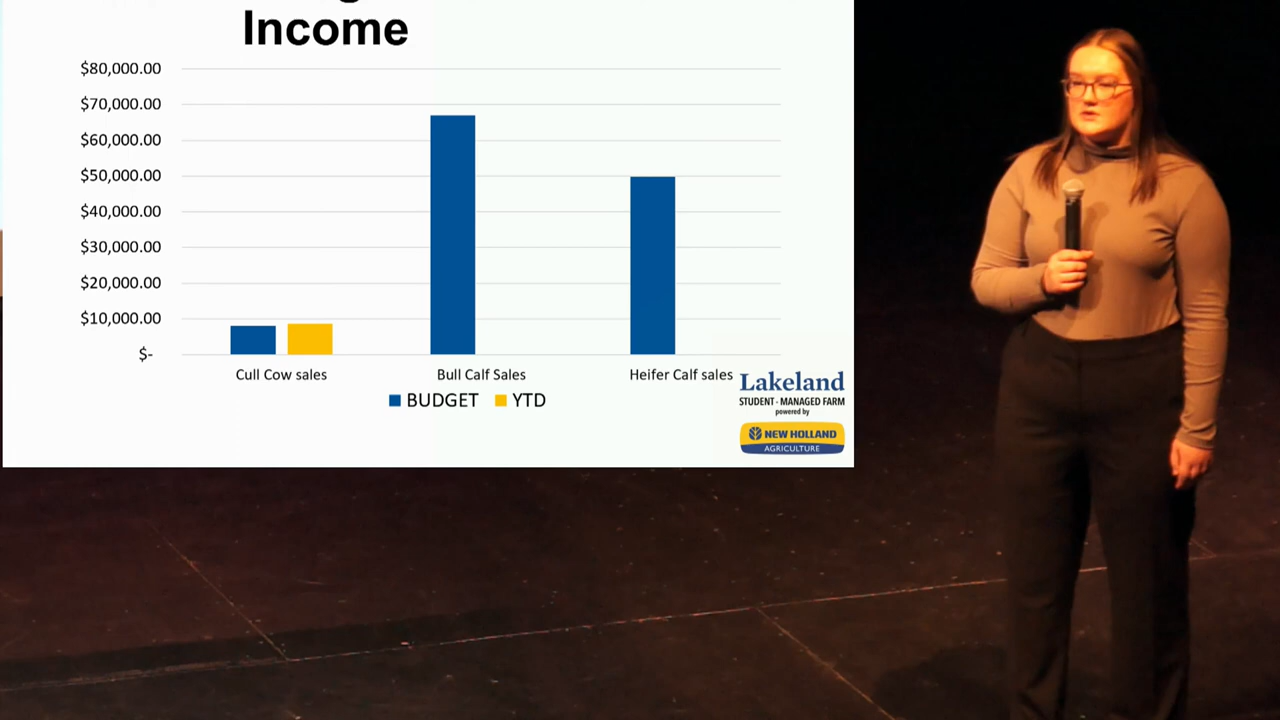 Income
$80,000.00
$70,000.00
$60,000.00
$50,000.00
$40,000.00
$30,000.00
$20,000.00
$10,000.00
$-
Cull Cow sales Bull Calf Sales Heifer Calf sales
BUDGET YTD
Lakeland
STUDENT-MANAGED FARM
powered by
NEW HOLLAND
AGRICULTURE